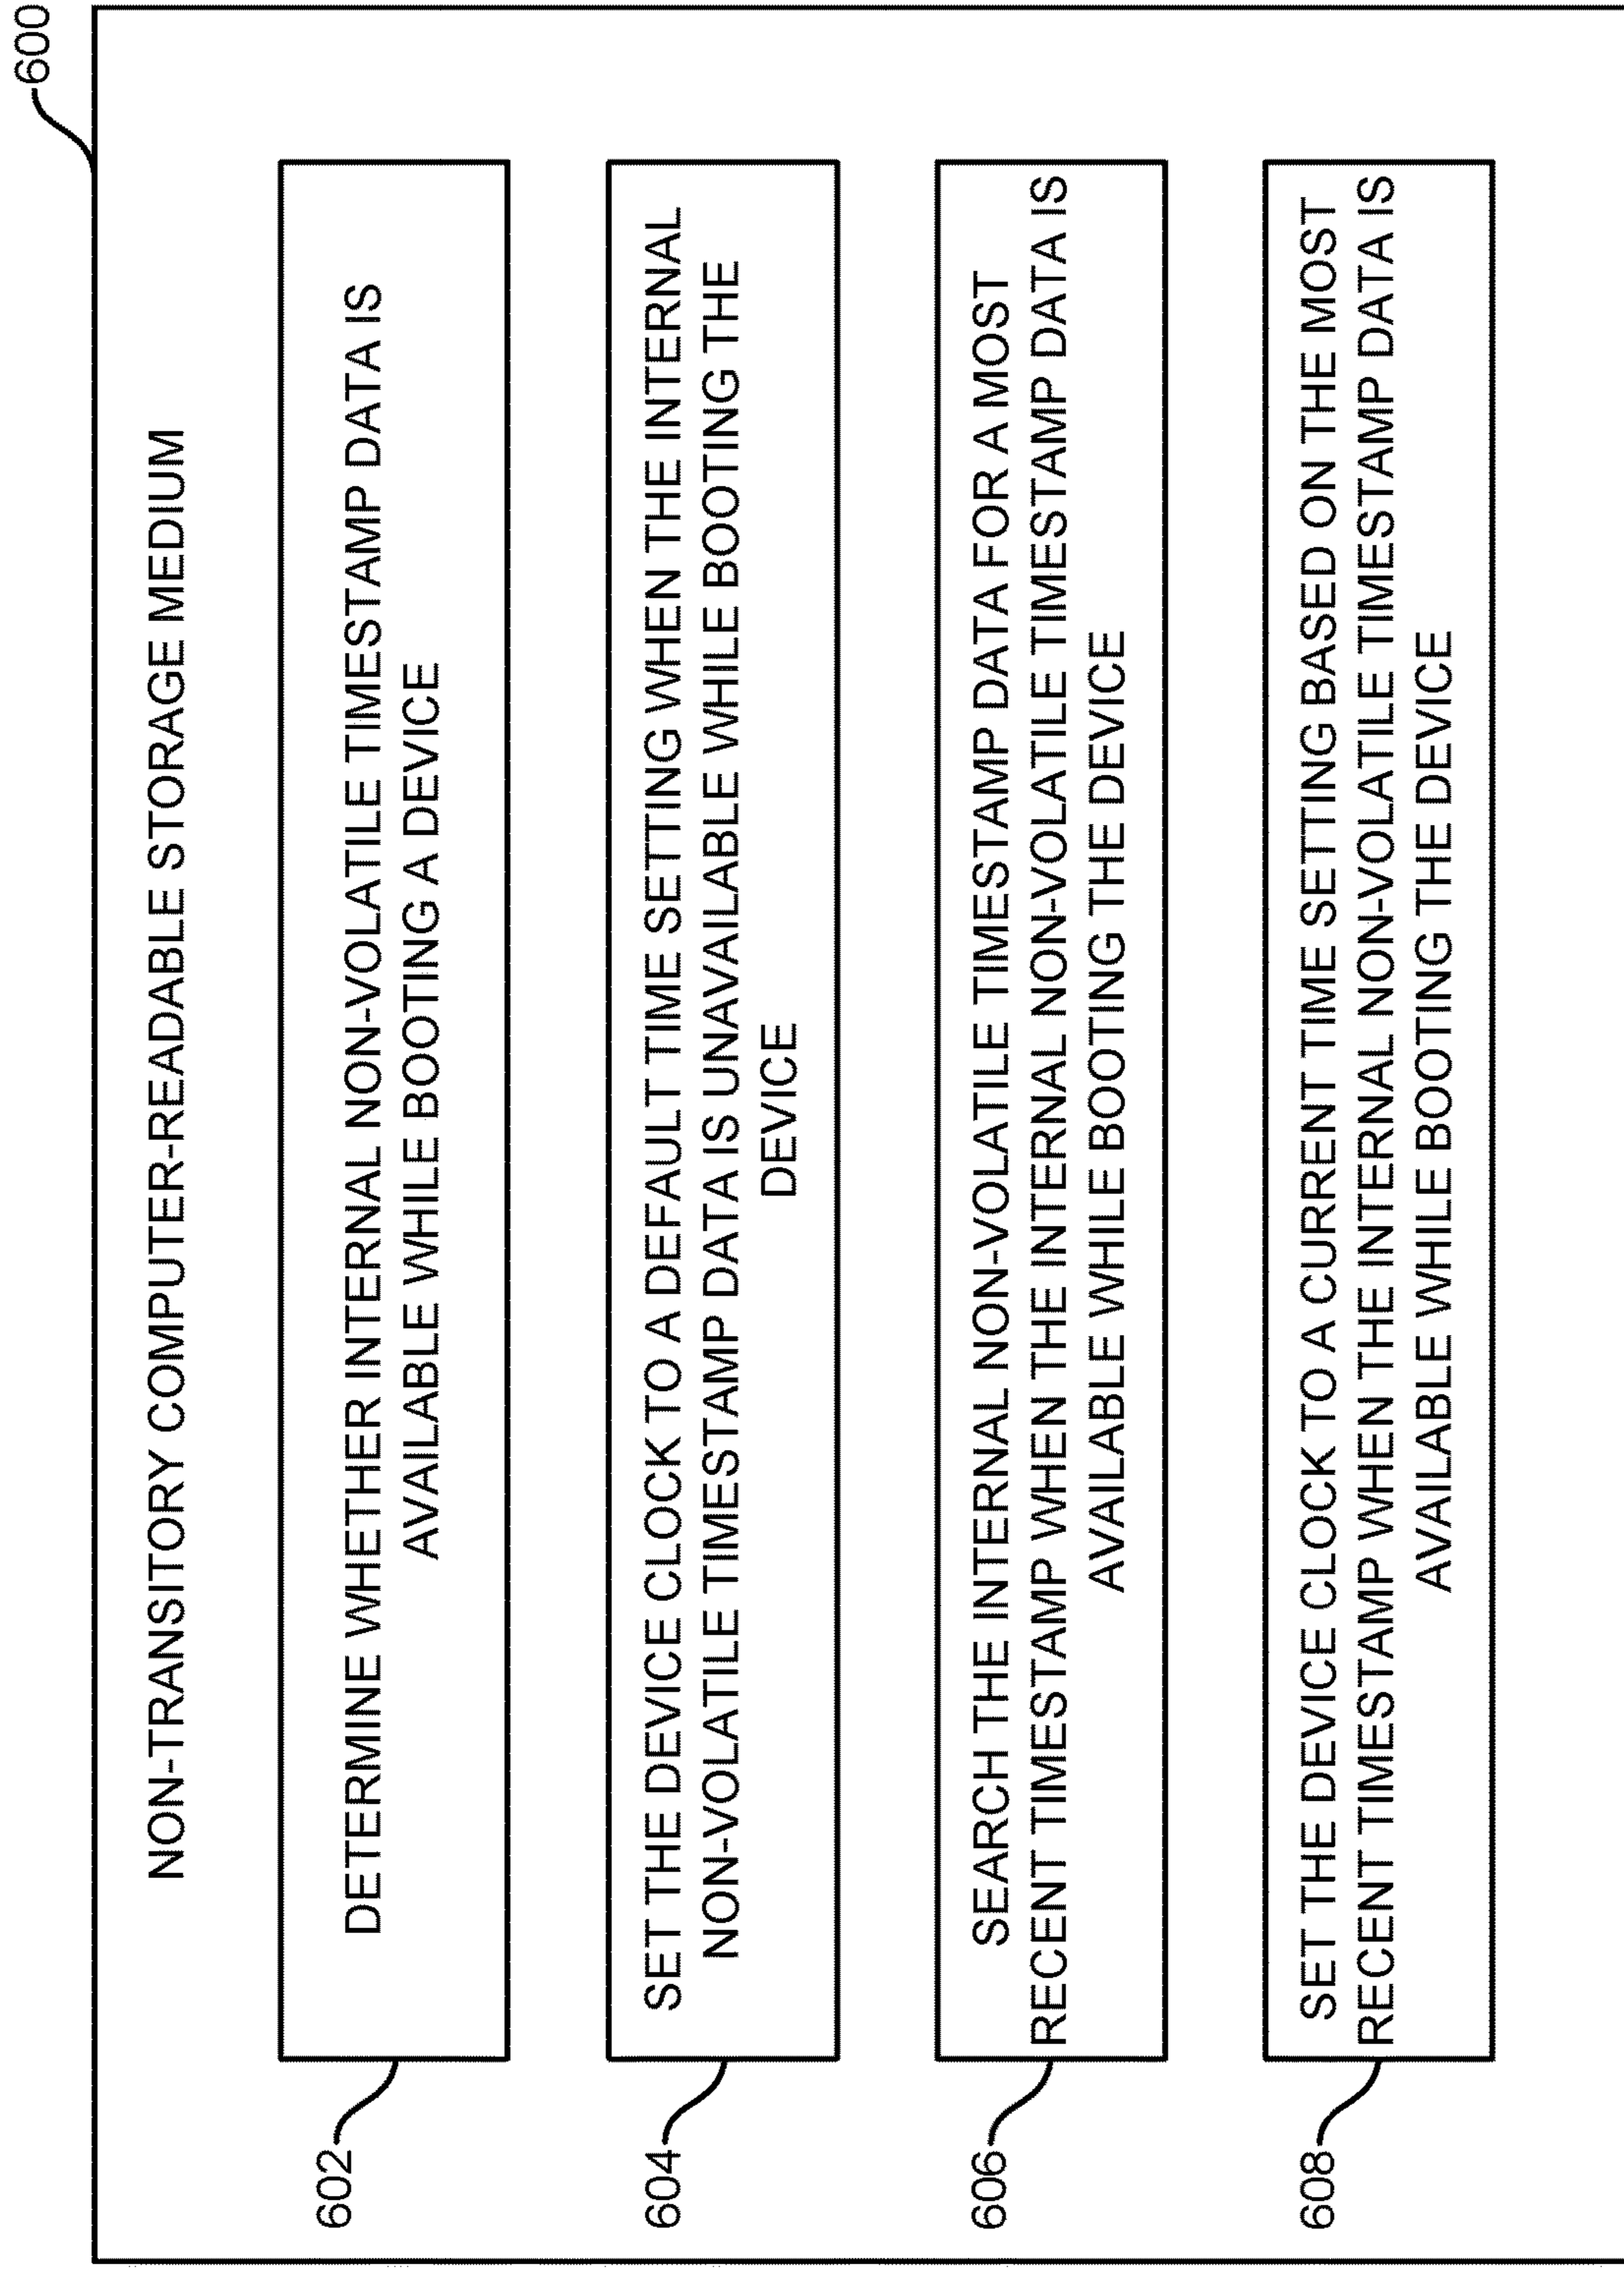 600
NON-TRANSITORY COMPUTER-READABLE STORAGE MEDIUM
602
DETERMINE WHETHER INTERNAL NON-VOLATILE TIMESTAMP DATA IS
AVAILABLE WHILE BOOTING A DEVICE
604
SET THE DEVICE CLOCK TO A DEFAULT TIME SETTING WHEN THE INTERNAL
NON-VOLATILE TIMESTAMP DATA IS UNAVAILABLE WHILE BOOTING THE
DEVICE
606
SEARCH THE INTERNAL NON-VOLATILE TIMESTAMP DATA FOR A MOST
RECENT TIMESTAMP WHEN THE INTERNAL NON-VOLATILE TIMESTAMP DATA IS
AVAILABLE WHILE BOOTING THE DEVICE
608
SET THE DEVICE CLOCK TO A CURRENT TIME SETTING BASED ON THE MOST
RECENT TIMESTAMP WHEN THE INTERNAL NON-VOLATILE TIMESTAMP DATA IS
AVAILABLE WHILE BOOTING THE DEVICE